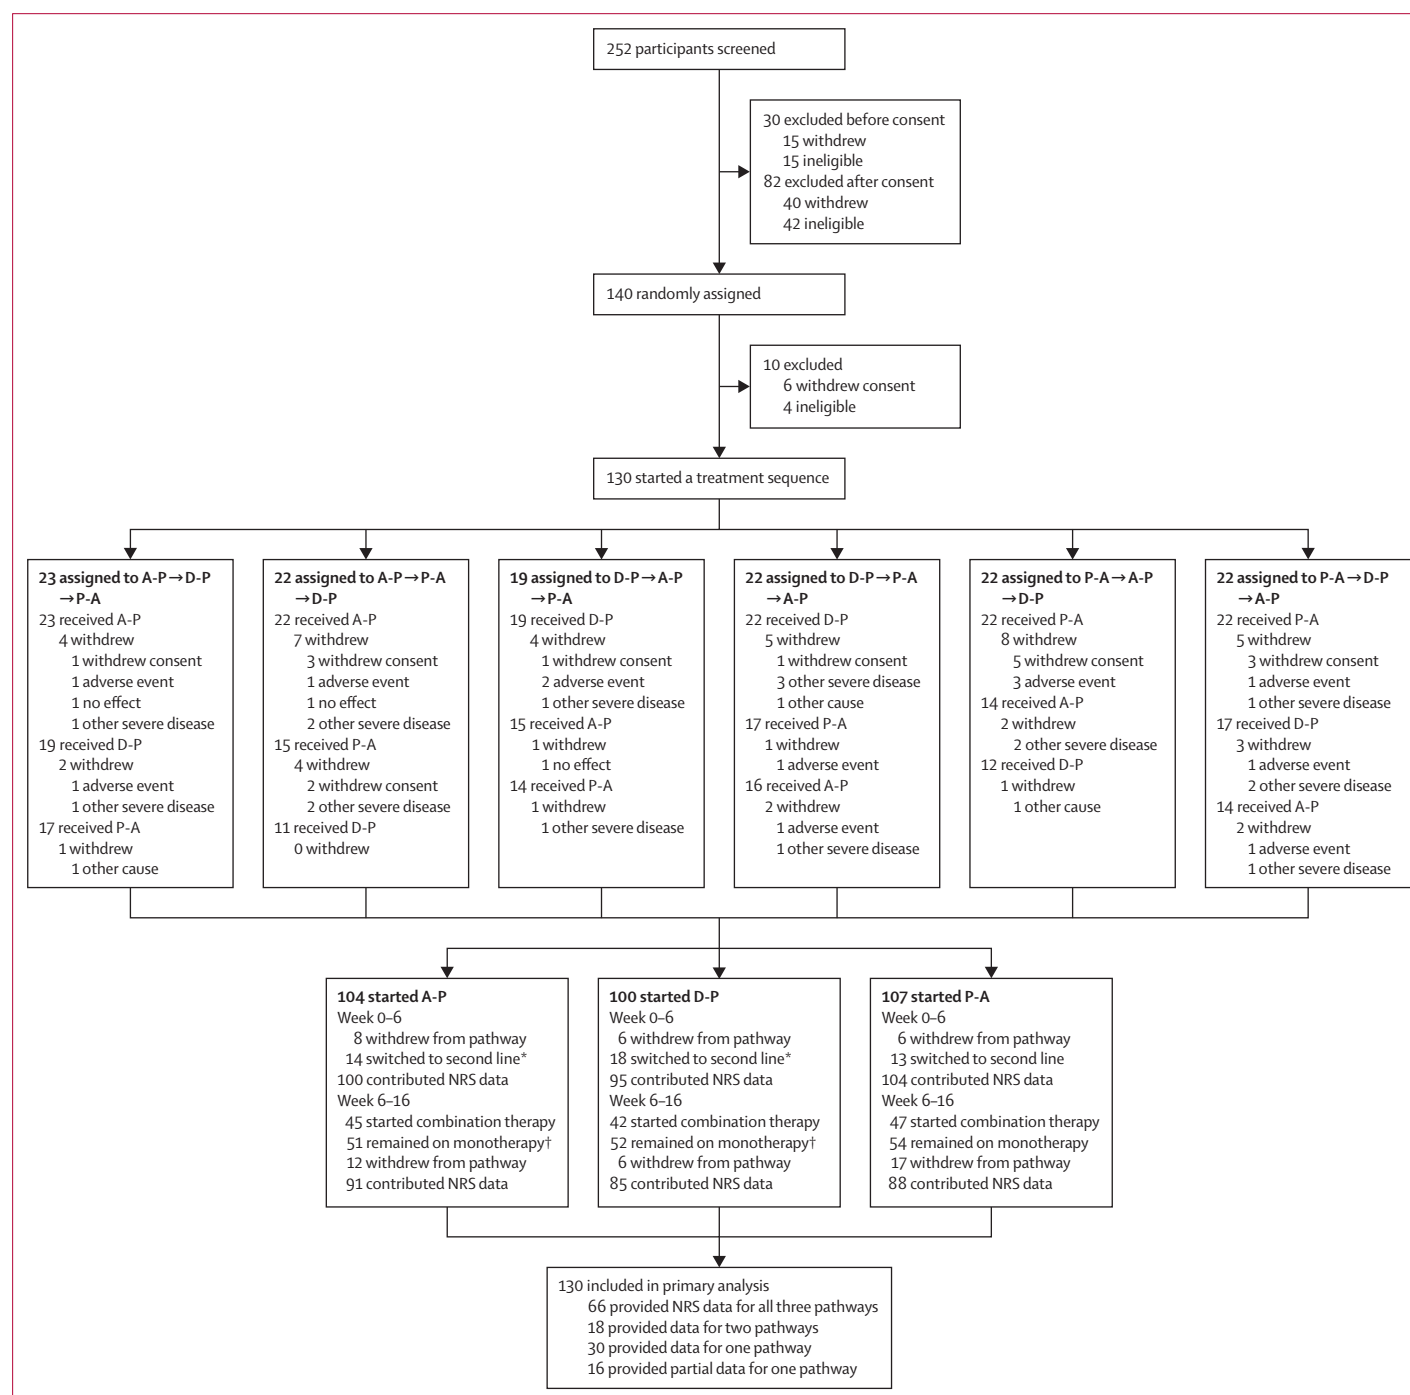 252 participants screened
30 excluded before consent
15 withdrew
15 ineligible
82 excluded after consent
40 withdrew
42 ineligible
140 randomly assigned
10 excluded
6 withdrew consent
4 ineligible
130 started a treatment sequence
23 assigned to A-P→D-P
→P-A
23 received A-P
4 withdrew
1 withdrew consent
1 adverse event
1 no effect
1 other severe disease
19 received D-P
2 withdrew
1 adverse event
1 other severe disease
17 received P-A
1 withdrew
1 other cause
22 assigned to A-P→P-A
→D-P
22 received A-P
7 withdrew
3 withdrew consent
1 adverse event
1 no effect
2 other severe disease
15 received P-A
4 withdrew
2 withdrew consent
2 other severe disease
11 received D-P
0 withdrew
19 assigned to D-P→A-P
→P-A
19 received D-P
4 withdrew
1 withdrew consent
2 adverse event
1 other severe disease
15 received A-P
1 withdrew
1 no effect
14 received P-A
1 withdrew
1 other severe disease
22 assigned to D-P→P-A
→A-P
22 received D-P
5 withdrew
1 withdrew consent
3 other severe disease
1 other cause
17 received P-A
1 withdrew
1 adverse event
16 received A-P
2 withdrew
1 adverse event
1 other severe disease
22 assigned to P-A→A-P
→D-P
22 received P-A
8 withdrew
5 withdrew consent
3 adverse event
14 received A-P
2 withdrew
2 other severe disease
12 received D-P
1 withdrew
1 other cause
22 assigned to P-A→D-P
→A-P
22 received P-A
5 withdrew
3 withdrew consent
1 adverse event
1 other severe disease
17 received D-P
3 withdrew
1 adverse event
2 other severe disease
14 received A-P
2 withdrew
1 adverse event
1 other severe disease
104 started A-P
Week 0–6
8 withdrew from pathway
14 switched to second line*
100 contributed NRS data
Week 6–16
45 started combination therapy
51 remained on monotherapy†
12 withdrew from pathway
91 contributed NRS data
100 started D-P
Week 0–6
6 withdrew from pathway
18 switched to second line*
95 contributed NRS data
Week 6–16
42 started combination therapy
52 remained on monotherapy†
6 withdrew from pathway
85 contributed NRS data
107 started P-A
Week 0–6
6 withdrew from pathway
13 switched to second line
104 contributed NRS data
Week 6–16
47 started combination therapy
54 remained on monotherapy
17 withdrew from pathway
88 contributed NRS data
130 included in primary analysis
66 provided NRS data for all three pathways
18 provided data for two pathways
30 provided data for one pathway
16 provided partial data for one pathway